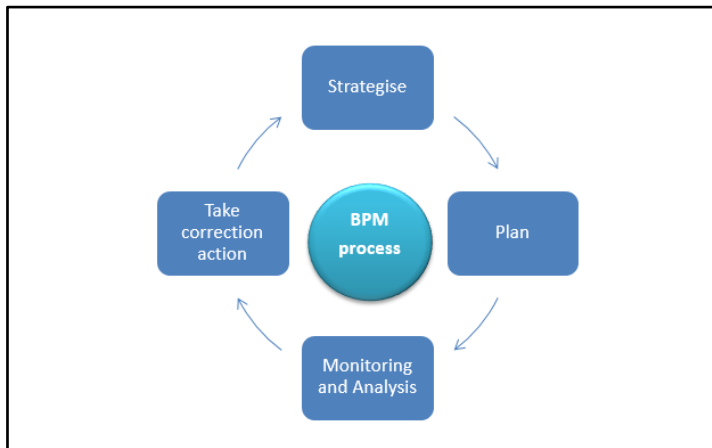 Strategise
Take
correction
action
BPM
process
Plan
Monitoring
and Analysis